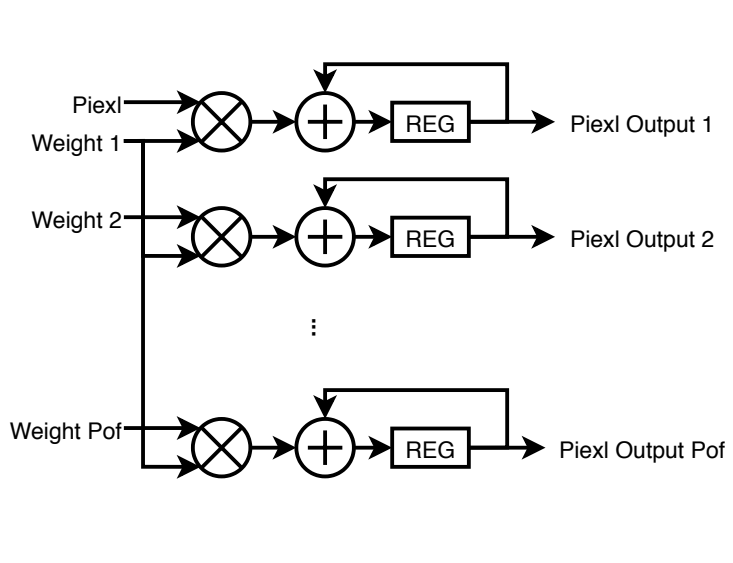 Piexl
Weight 1
REG
Piexl Output 1
Weight 2
REG
Piexl Output 2
...
Weight Pof
REG
Piexl Output Pof